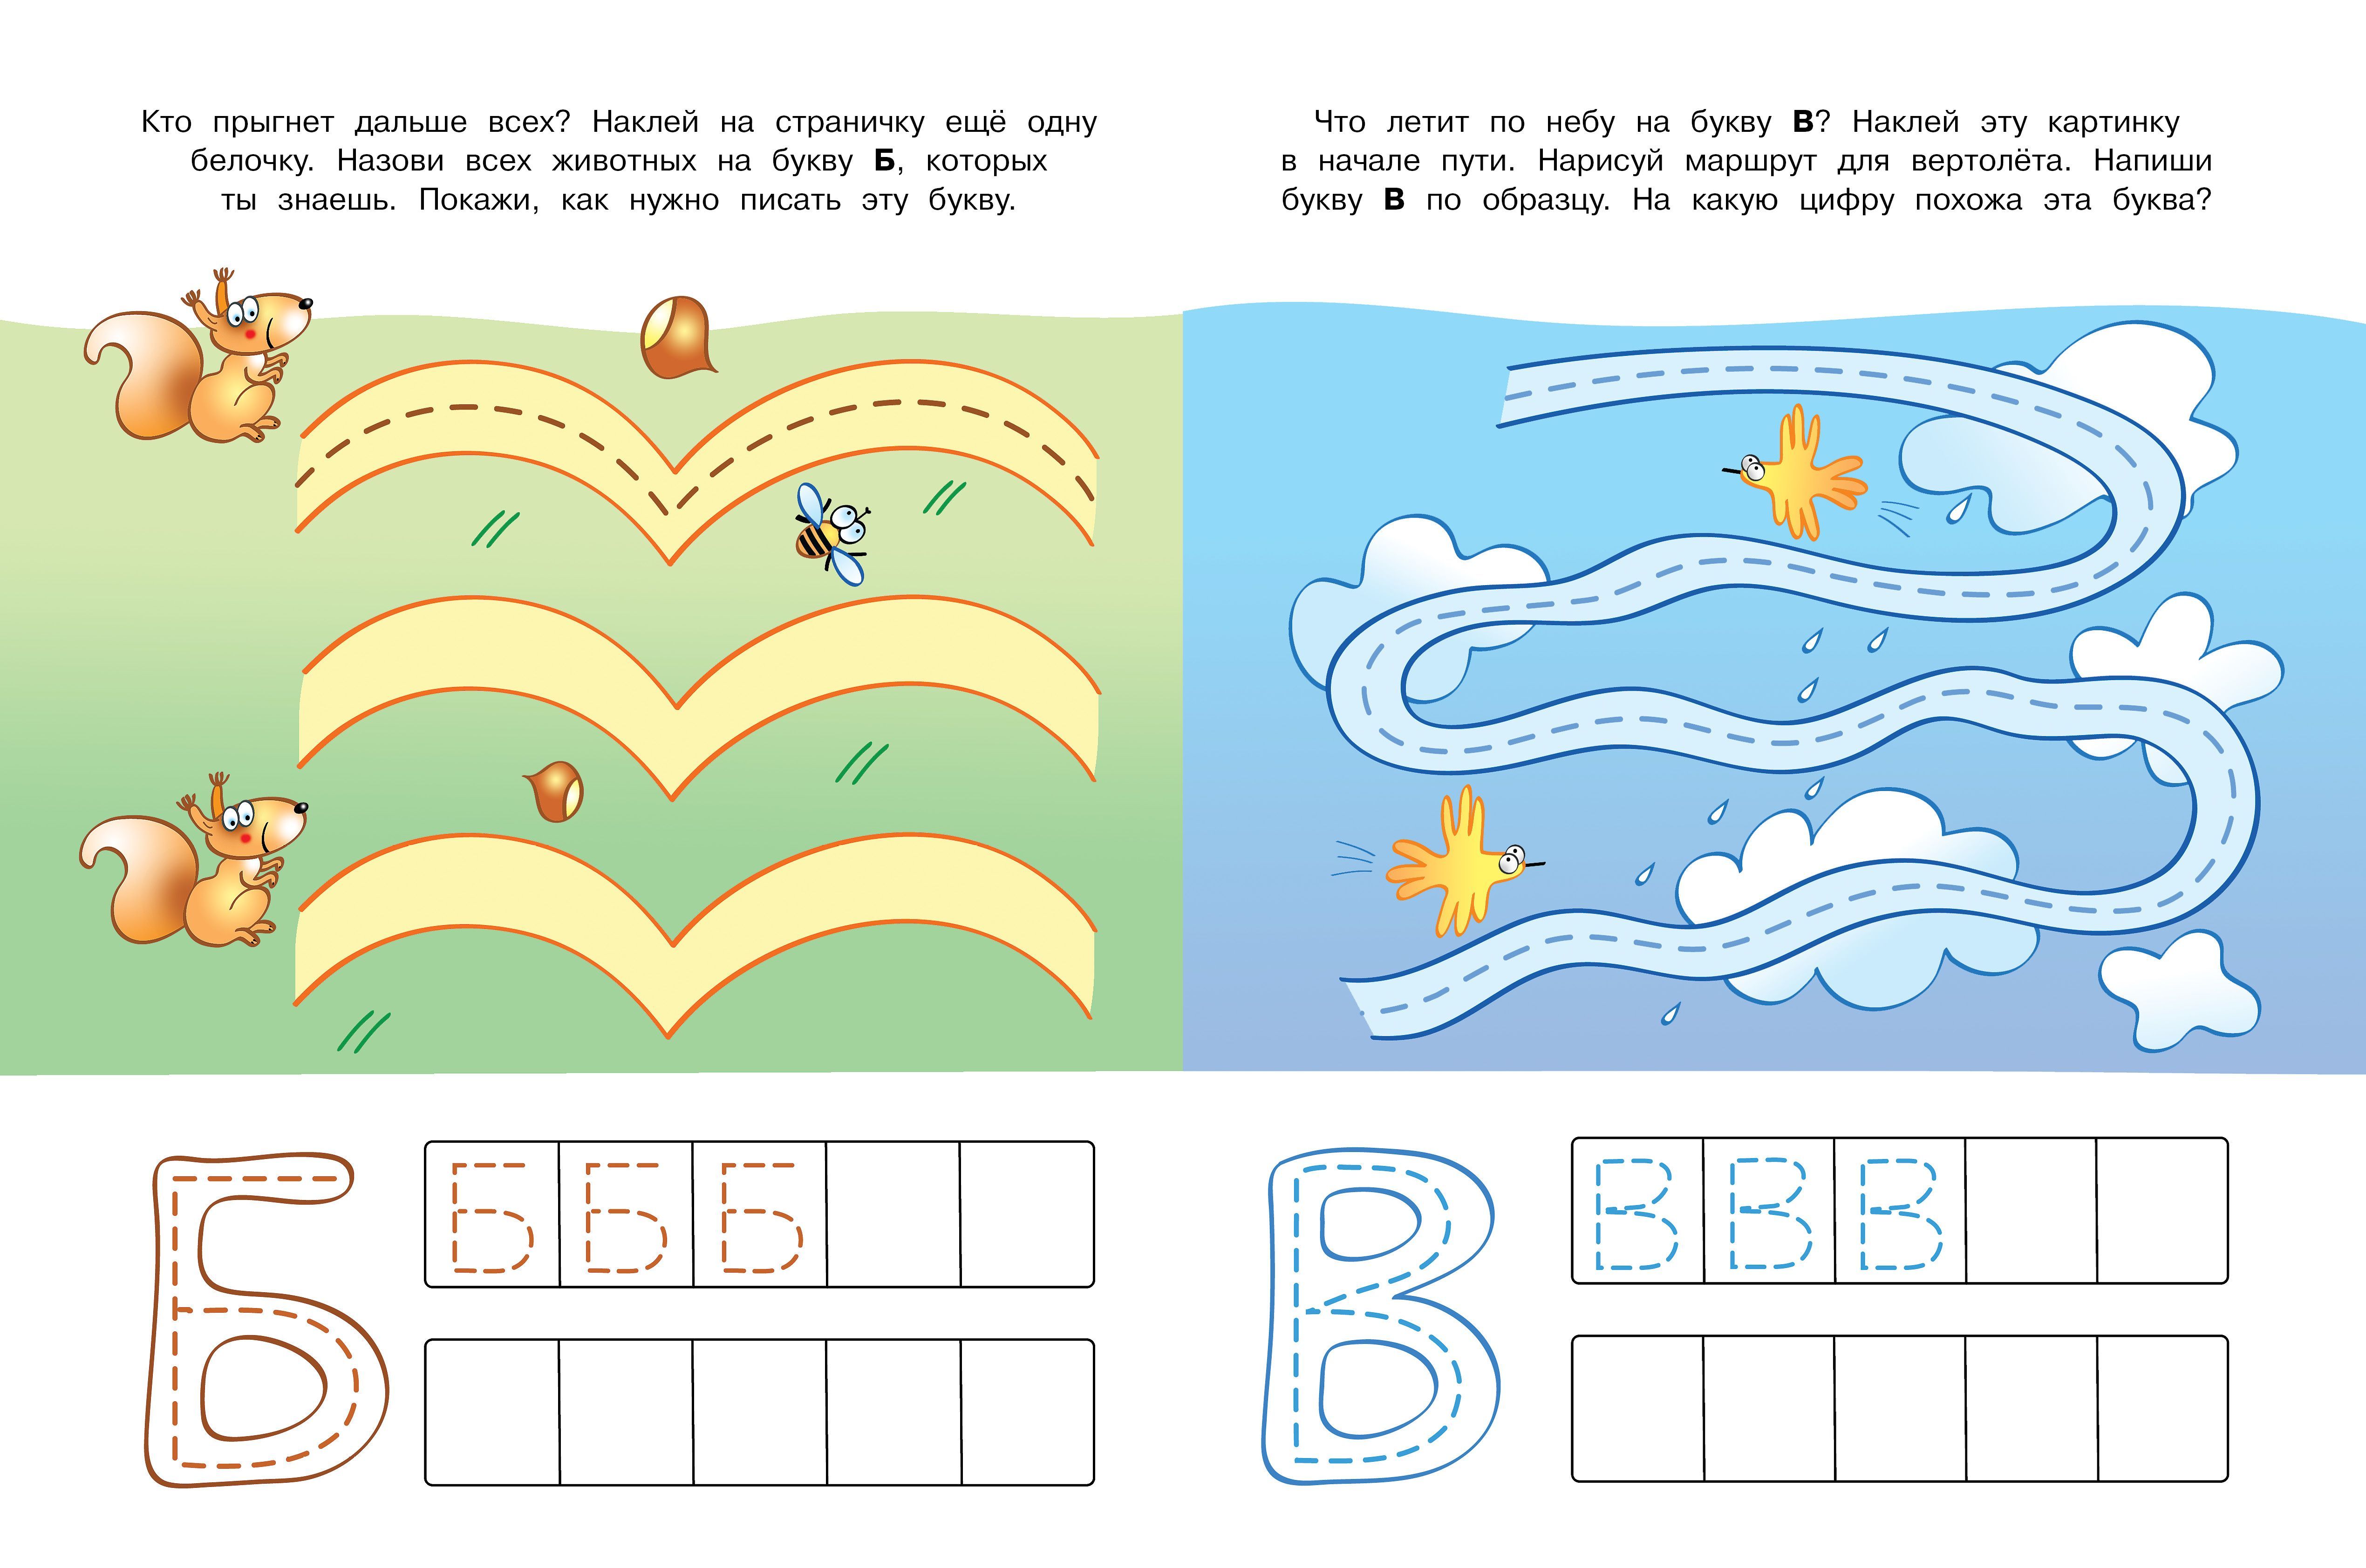 Кто прыгнет дальше всех? Наклей на страничку ещё одну
белочку. Назови всех животных на букву Б, которых
ты знаешь. Покажи, как нужно писать эту букву.
Что летит по небу на букву В? Наклей эту картинку
в начале пути. Нарисуй маршрут для вертолёта. Напиши
букву В по образцу. На какую цифру похожа эта буква?
Б
Б Б Б
В
В В В